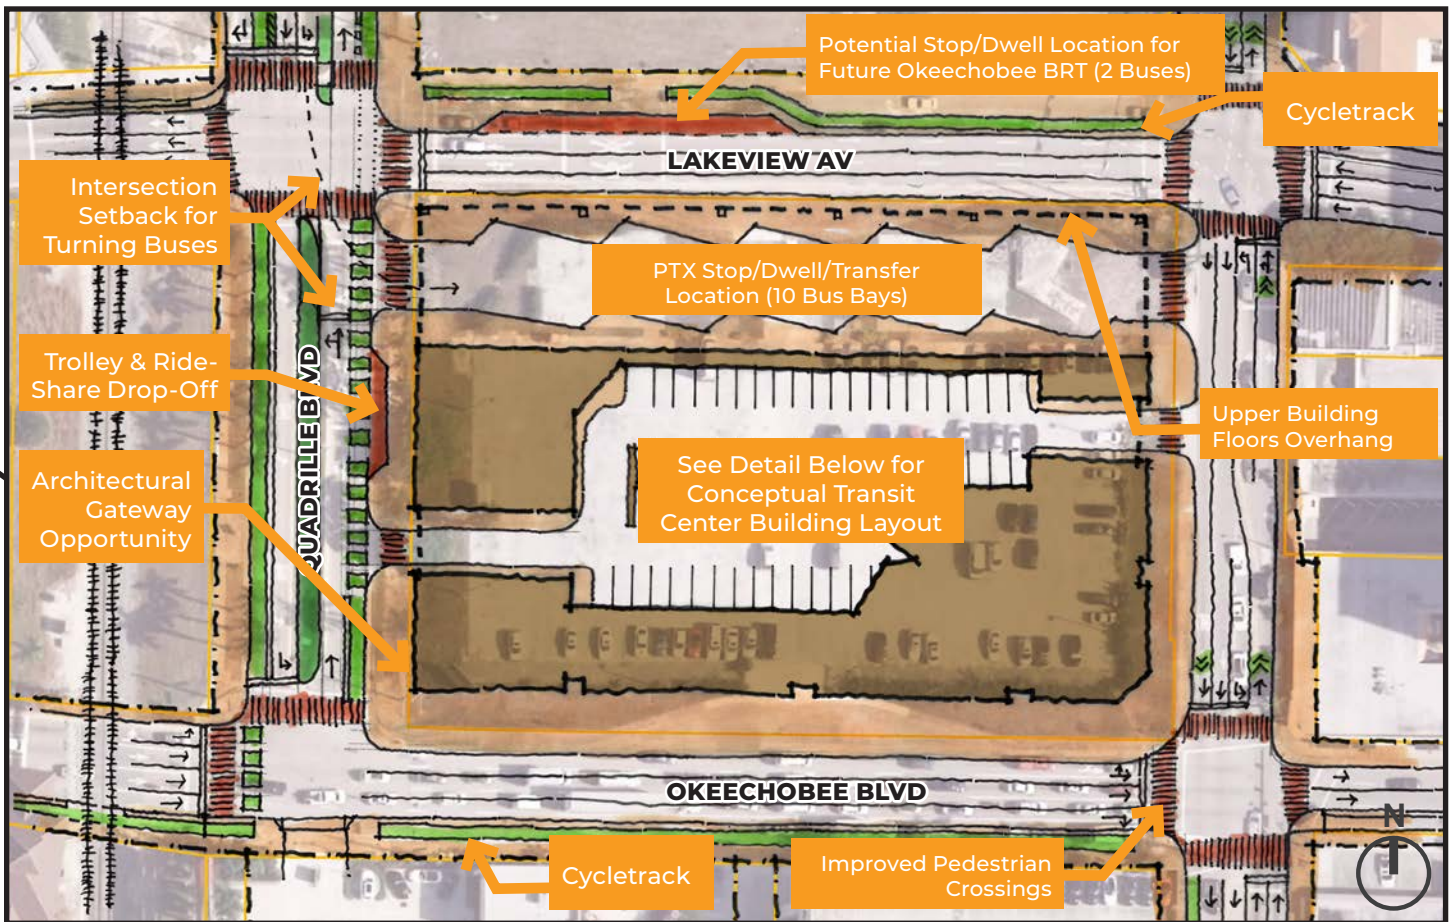 Potential Stop/Dwell Location for
Future Okeechobee BRT (2 Buses)
Cycletrack
LAKEVIEW AV
Intersection
Setback for
Turning Buses
PTX Stop/Dwell/Transfer
Location (10 Bus Bays)
Trolley & Ride-
Share Drop-Off
QUADRILLE BLVD
Upper Building
Floors Overhang
Architectural
Gateway
Opportunity
See Detail Below for
Conceptual Transit
Center Building Layout
OKEECHOBEE BLVD
Cycletrack
Improved Pedestrian
Crossings
N